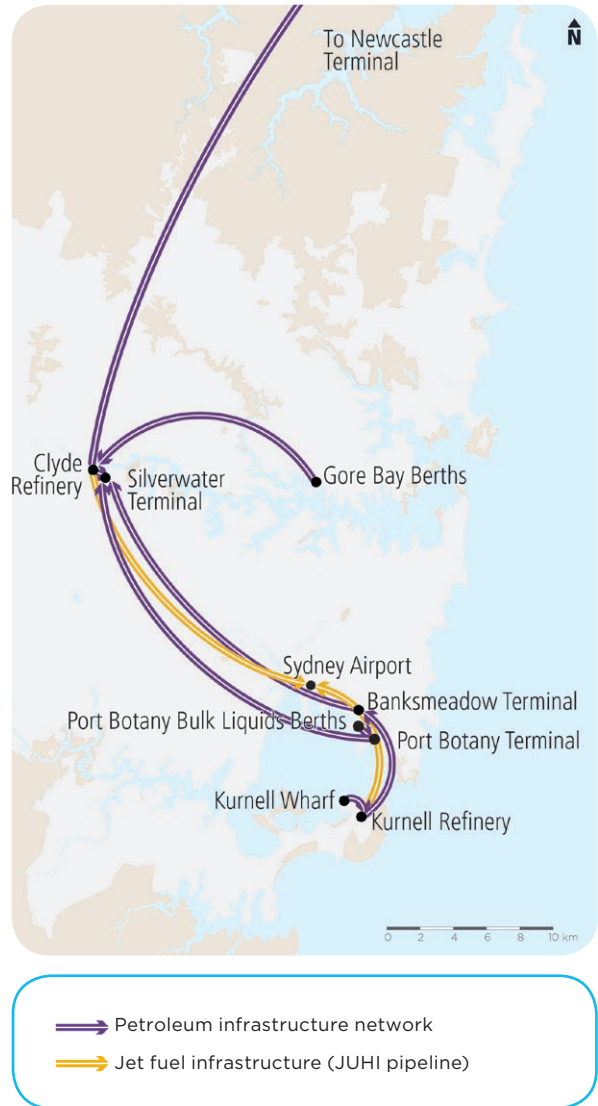 To Newcastle
Terminal
N
Clyde
Refinery
Silverwater
Terminal
Gore Bay Berths
Sydney Airport
Banksmeadow Terminal
Port Botany Bulk Liquids Berths
Port Botany Terminal
Kurnell Wharf
Kurnell Refinery
0 2 4 6 8 10 km
Petroleum infrastructure network
Jet fuel infrastructure (JUHI pipeline)